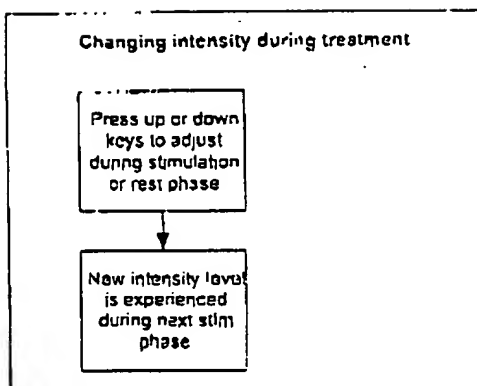 Changing intensity during treatment
Press up or down
keys to adjust
during stimulation
or rest phase
New intensity level
is experienced
during next stim
phase